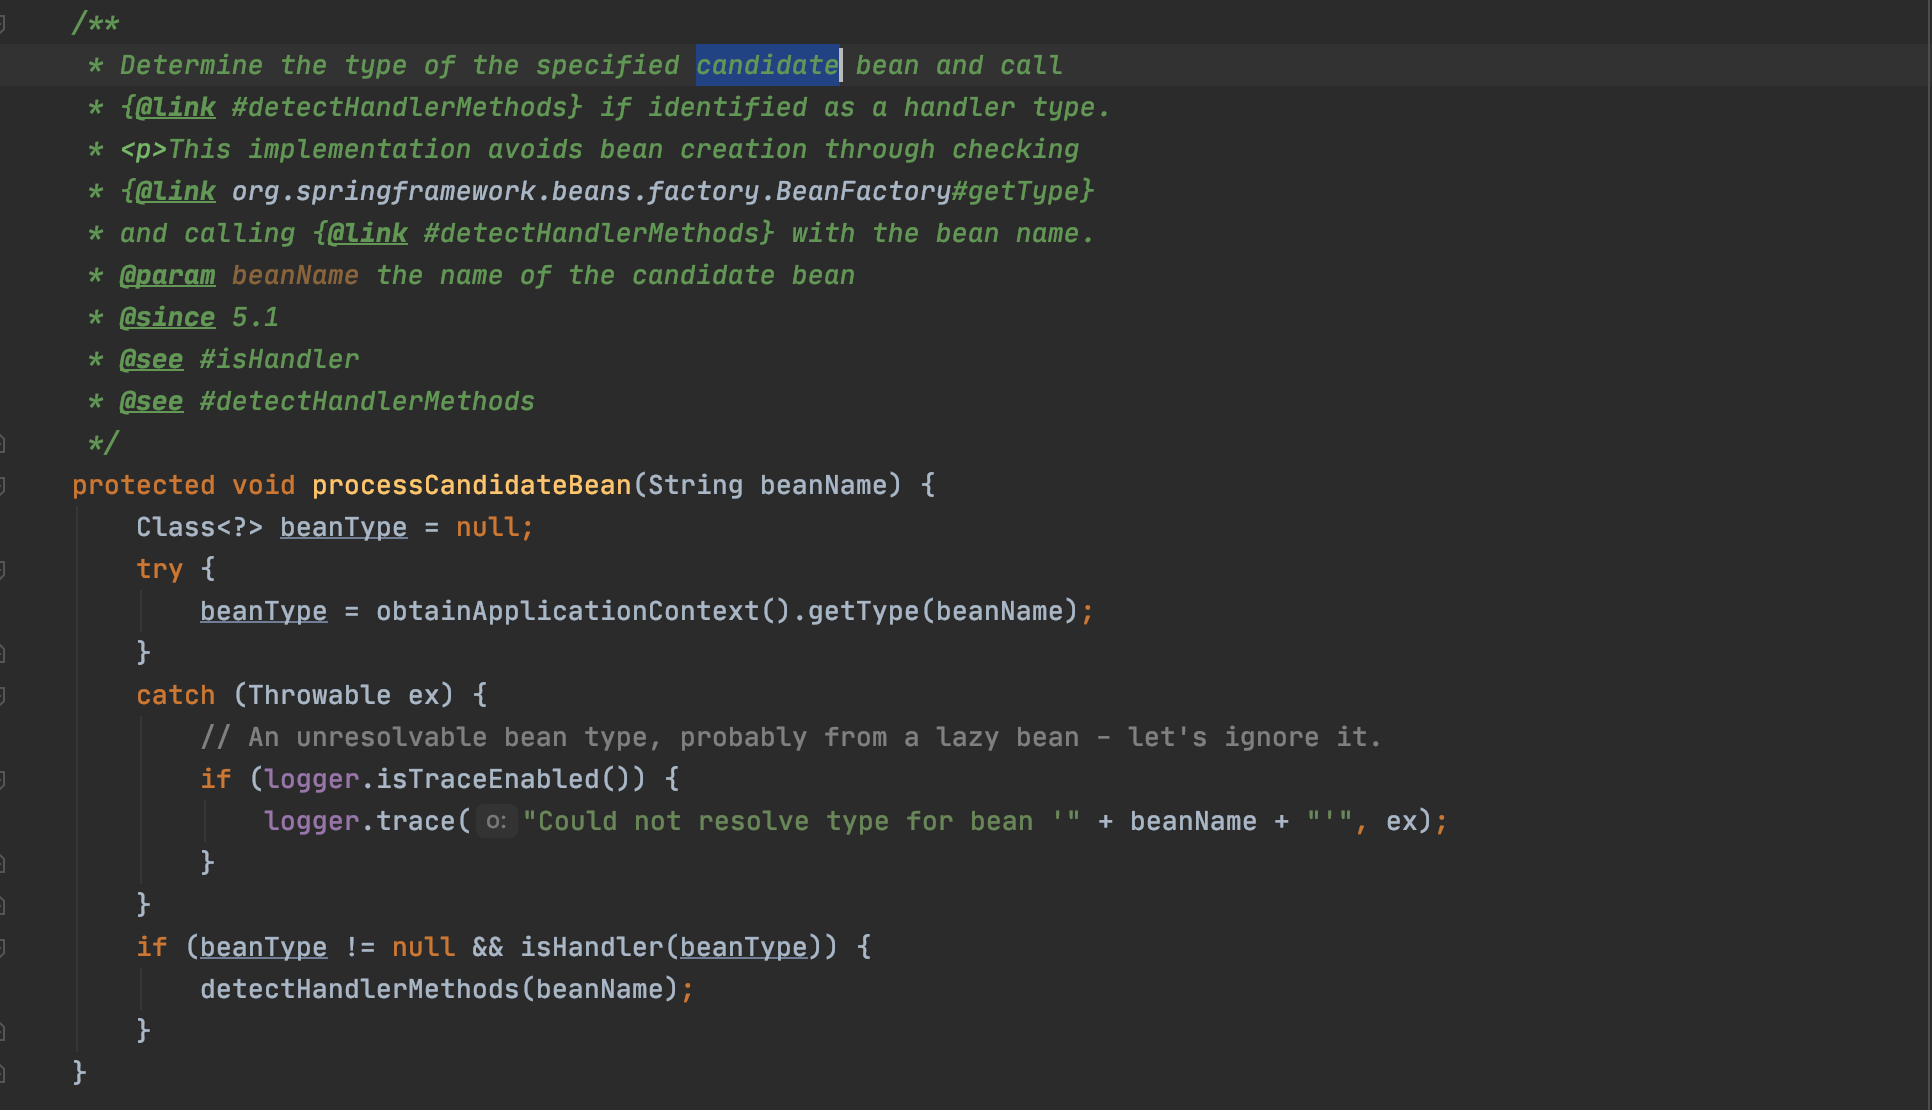 /**
 * Determine the type of the specified candidate bean and call
 * {@link #detectHandlerMethods} if identified as a handler type.
 * <p>This implementation avoids bean creation through checking
 * {@link org.springframework.beans.factory.BeanFactory#getType}
 * and calling {@link #detectHandlerMethods} with the bean name.
 * @param beanName the name of the candidate bean
 * @since 5.1
 * @see #isHandler
 * @see #detectHandlerMethods
 */
protected void processCandidateBean(String beanName) {
    Class<?> beanType = null;
    try {
        beanType = obtainApplicationContext().getType(beanName);
    }
    catch (Throwable ex) {
        // An unresolvable bean type, probably from a lazy bean - let's ignore it.
        if (logger.isTraceEnabled()) {
            logger.trace( o: "Could not resolve type for bean '" + beanName + "'", ex);
        }
    }
    if (beanType != null && isHandler(beanType)) {
        detectHandlerMethods(beanName);
    }
}